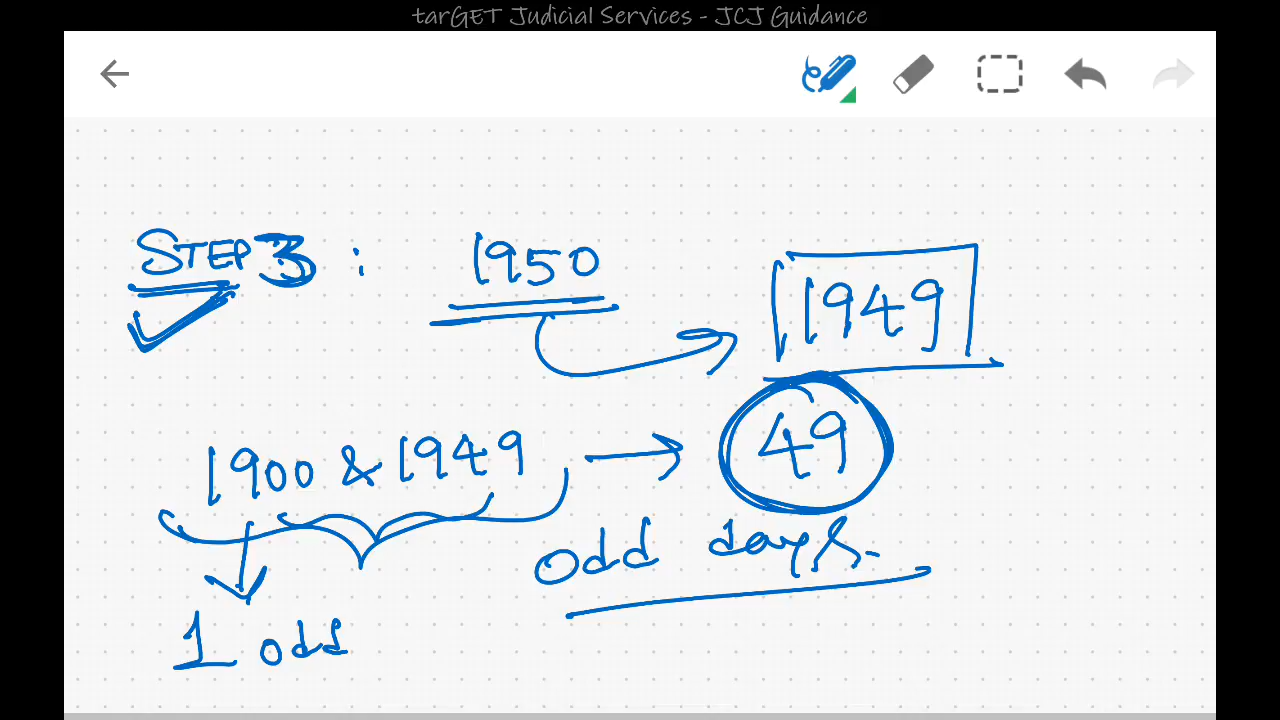 tarGET Judicial Services - JCJ Guidance
STEP 3 : 1950 1949
1900 & 1949 → 49
odd days.
1 odd